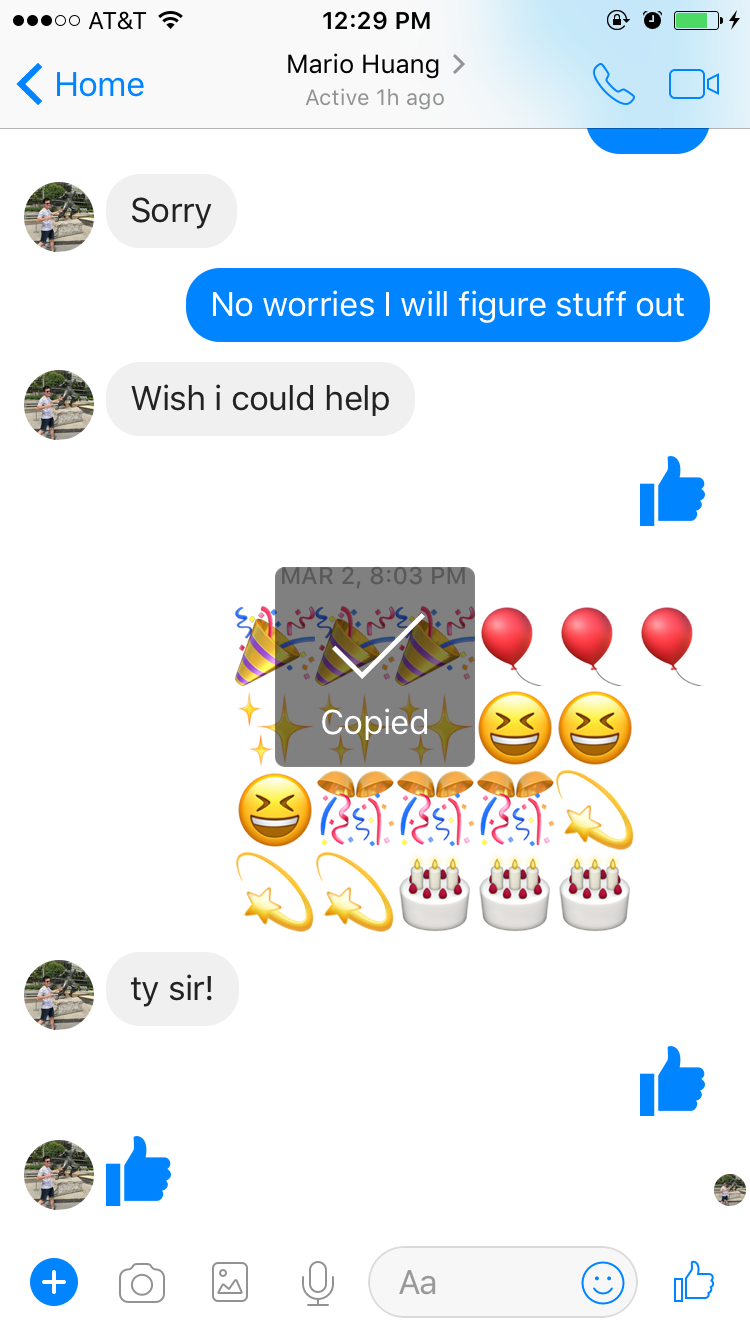 AT&T 12:29 PM
Home
Mario Huang
Active 1h ago
Sorry
No worries I will figure stuff out
Wish i could help
MAR 2, 8:03 PM
Copied
ty sir!
Aa